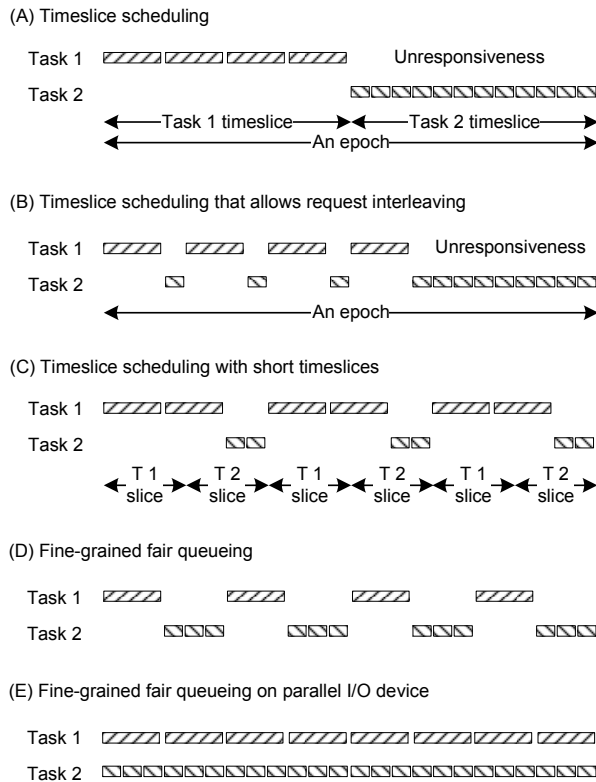 (A) Timeslice scheduling
Task 1
Unresponsiveness
Task 2
Task 1 timeslice
Task 2 timeslice
An epoch
(B) Timeslice scheduling that allows request interleaving
Task 1
Unresponsiveness
Task 2
An epoch
(C) Timeslice scheduling with short timeslices
Task 1
Task 2
T 1 T 2 T 1 T 2 T 1 T 2
slice slice slice slice slice slice
(D) Fine-grained fair queueing
Task 1
Task 2
(E) Fine-grained fair queueing on parallel I/O device
Task 1
Task 2